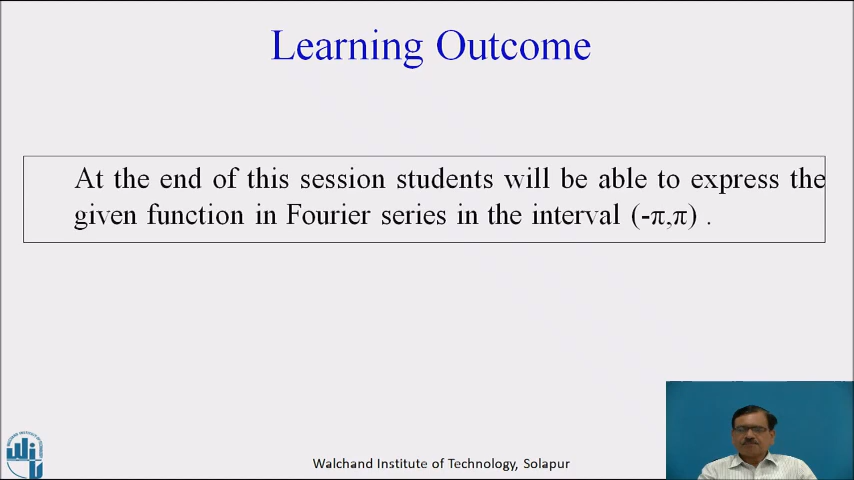 Learning Outcome
At the end of this session students will be able to express the
given function in Fourier series in the interval (-π,π) .
Walchand Institute of Technology, Solapur